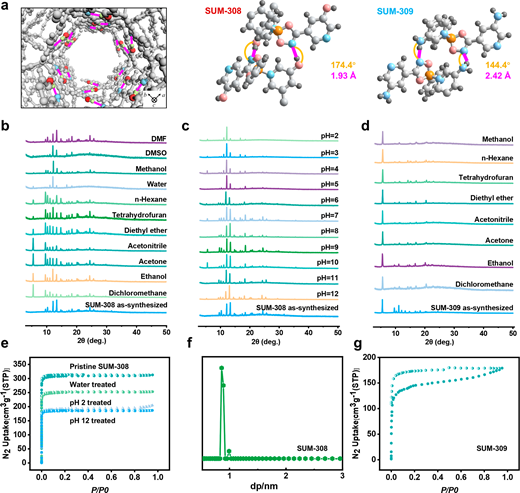 a
SUM-308
SUM-309
174.4°
1.93 Å
144.4°
2.42 Å
b
DMF
DMSO
Methanol
Water
n-Hexane
Tetrahydrofuran
Diethyl ether
Acetonitrile
Acetone
Ethanol
Dichloromethane
SUM-308 as-synthesized
10 20 30 40 50
2θ (deg.)
c
pH=2
pH=3
pH=4
pH=5
pH=6
pH=7
pH=8
pH=9
pH=10
pH=11
pH=12
SUM-308 as-synthesized
10 20 30 40 50
2θ (deg.)
d
Methanol
n-Hexane
Tetrahydrofuran
Diethyl ether
Acetonitrile
Acetone
Ethanol
Dichloromethane
SUM-309 as-synthesized
10 20 30 40 50
2θ (deg.)
e
N2 Uptake(cm3g-1(STP))
400
350
300
250
200
150
100
50
0
Pristine SUM-308
Water treated
pH 2 treated
pH 12 treated
0.0 0.2 0.4 0.6 0.8 1.0
P/P0
f
SUM-308
0 1 2 3
dp/nm
g
N2 Uptake(cm3g-1(STP))
200
150
100
50
0
SUM-309
0.0 0.2 0.4 0.6 0.8 1.0
P/P0